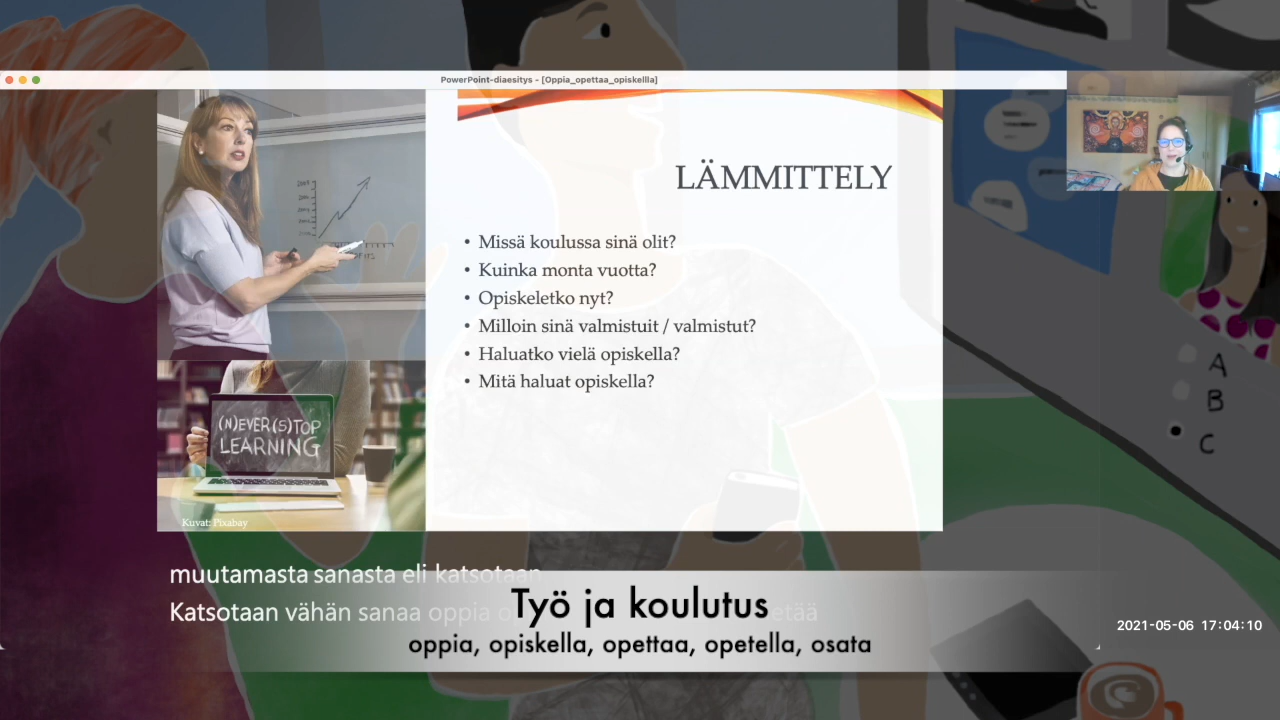 PowerPoint-diaesitys - [Oppia_opettaa_opiskellla]
LÄMMITTELY
• Missä koulussa sinä olit?
• Kuinka monta vuotta?
• Opiskeletko nyt?
• Milloin sinä valmistuit / valmistut?
• Haluatko vielä opiskella?
• Mitä haluat opiskella?
(N)EVER (S)TOP
LEARNING
Kuvat: Pixabay
A
B
C
muutamasta sanasta eli katsotaan
Katsotaan vähän sanaa oppia
Työ ja koulutus
oppia, opiskella, opettaa, opetella, osata
2021-05-06 17:04:10